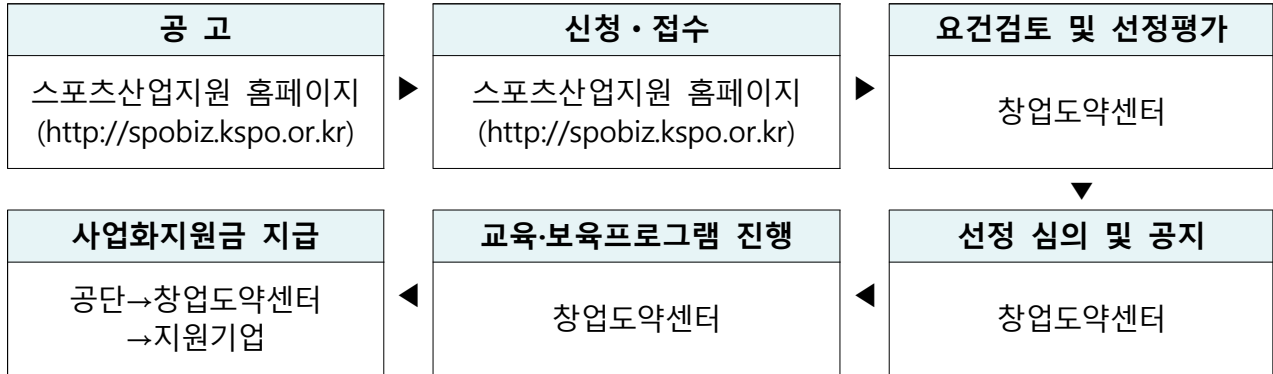 공 고
스포츠산업지원 홈페이지
(http://spobiz.kspo.or.kr)
▶
신청・접수
스포츠산업지원 홈페이지
(http://spobiz.kspo.or.kr)
▶
요건검토 및 선정평가
창업도약센터
▼
선정 심의 및 공지
창업도약센터
◀
교육·보육프로그램 진행
창업도약센터
◀
사업화지원금 지급
공단→창업도약센터
→지원기업